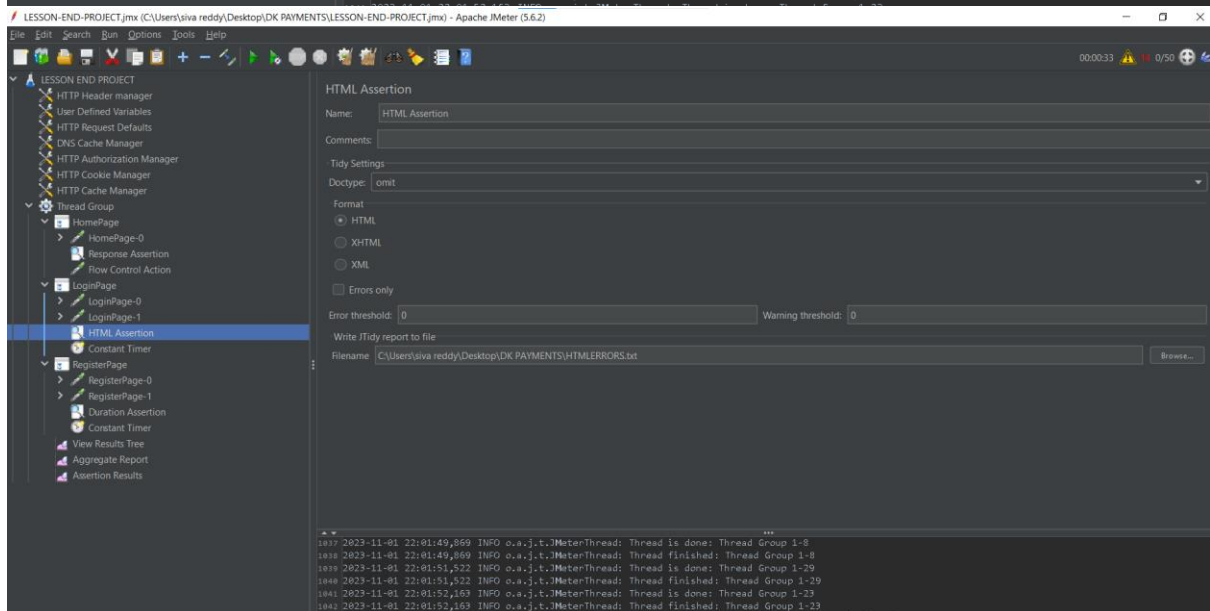 LESSON-END-PROJECT.jmx (C:\Users\siva reddy\Desktop\DK PAYMENTS\LESSON-END-PROJECT.jmx) - Apache JMeter (5.6.2)
File Edit Search Run Options Tools Help
00:00:33 0/50
LESSON END PROJECT
HTTP Header manager
User Defined Variables
HTTP Request Defaults
DNS Cache Manager
HTTP Authorization Manager
HTTP Cookie Manager
HTTP Cache Manager
Thread Group
HomePage
HomePage-0
Response Assertion
Flow Control Action
LoginPage
LoginPage-0
LoginPage-1
HTML Assertion
Constant Timer
RegisterPage
RegisterPage-0
RegisterPage-1
Duration Assertion
Constant Timer
View Results Tree
Aggregate Report
Assertion Results
HTML Assertion
Name: HTML Assertion
Comments:
Tidy Settings
Doctype: omit
Format
HTML
XHTML
XML
Errors only
Error threshold: 0 Warning threshold: 0
Write JTidy report to file
Filename C:\Users\siva reddy\Desktop\DK PAYMENTS\HTMLERRORS.txt Browse...
1037 2023-11-01 22:01:49,869 INFO o.a.j.t.JMeterThread: Thread is done: Thread Group 1-8
1038 2023-11-01 22:01:49,869 INFO o.a.j.t.JMeterThread: Thread finished: Thread Group 1-8
1039 2023-11-01 22:01:51,522 INFO o.a.j.t.JMeterThread: Thread is done: Thread Group 1-29
1040 2023-11-01 22:01:51,522 INFO o.a.j.t.JMeterThread: Thread finished: Thread Group 1-29
1041 2023-11-01 22:01:52,163 INFO o.a.j.t.JMeterThread: Thread is done: Thread Group 1-23
1042 2023-11-01 22:01:52,163 INFO o.a.j.t.JMeterThread: Thread finished: Thread Group 1-23